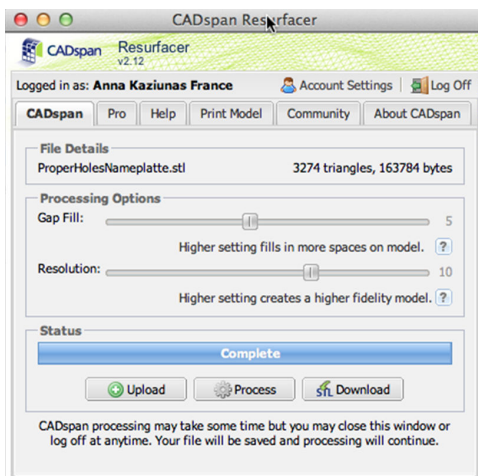 CADspan Resurfacer
CADspan Resurfacer
v2.12
Logged in as: Anna Kaziunas France Account Settings Log Off
CADspan Pro Help Print Model Community About CADspan
File Details
ProperHolesNameplatte.stl 3274 triangles, 163784 bytes
Processing Options
Gap Fill: 5
Higher setting fills in more spaces on model. ?
Resolution: 10
Higher setting creates a higher fidelity model. ?
Status
Complete
Upload Process STL Download
CADspan processing may take some time but you may close this window or
log off at anytime. Your file will be saved and processing will continue.